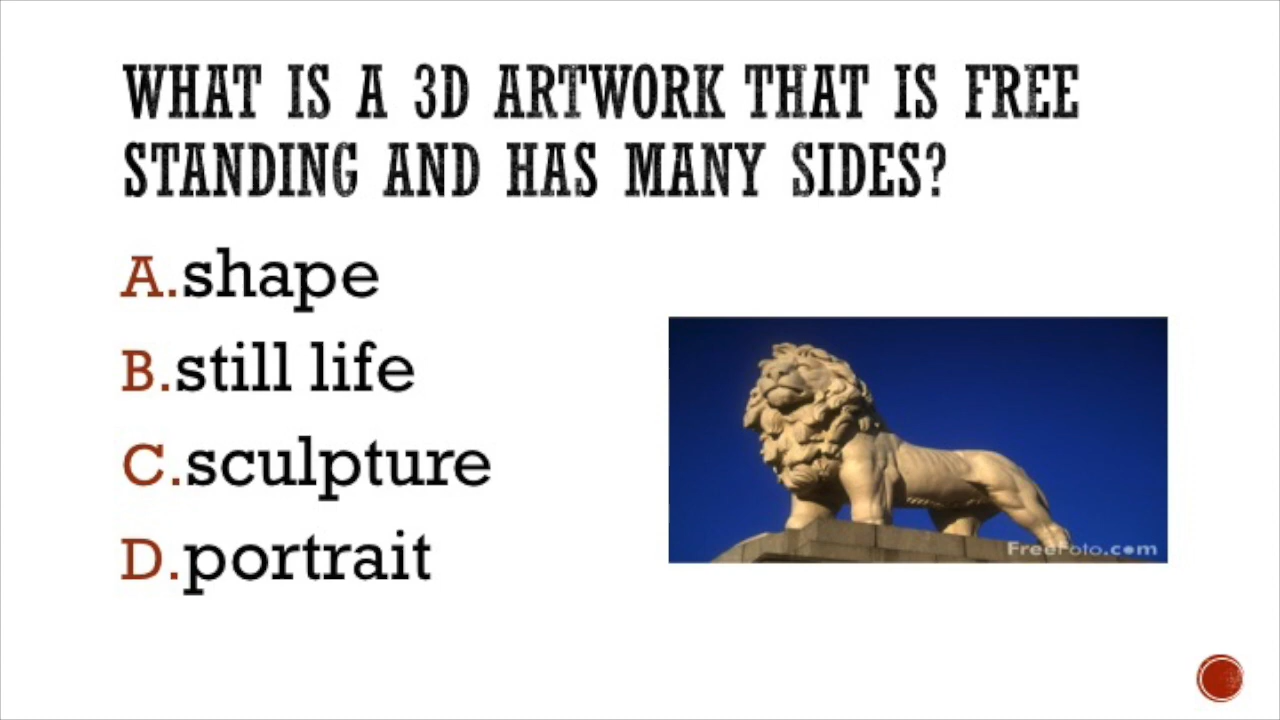 WHAT IS A 3D ARTWORK THAT IS FREE
STANDING AND HAS MANY SIDES?
A.shape
B.still life
C.sculpture
D.portrait
FreeFoto.com